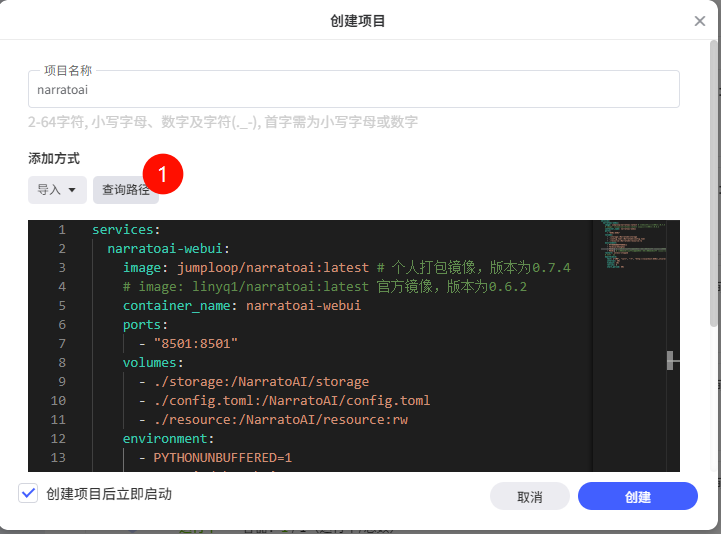 创建项目
项目名称
narratoai
2-64字符, 小写字母、数字及字符(._-), 首字需为小写字母或数字
添加方式
导入 查询路径 1
1 services:
2 narratoai-webui:
3 image: jumploop/narratoai:latest # 个人打包镜像，版本为0.7.4
4 # image: linyq1/narratoai:latest 官方镜像，版本为0.6.2
5 container_name: narratoai-webui
6 ports:
7 - "8501:8501"
8 volumes:
9 - ./storage:/NarratoAI/storage
10 - ./config.toml:/NarratoAI/config.toml
11 - ./resource:/NarratoAI/resource:rw
12 environment:
13 - PYTHONUNBUFFERED=1
创建项目后立即启动 取消 创建